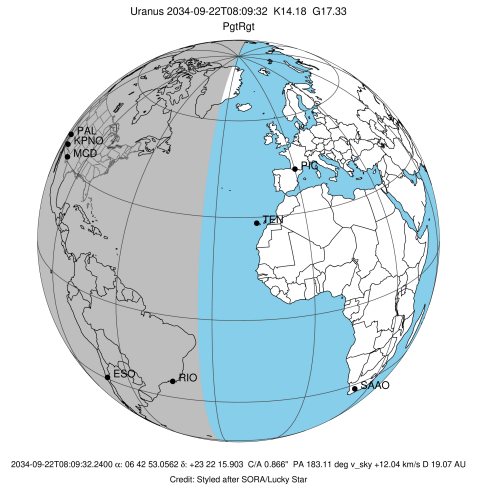 Uranus 2034-09-22T08:09:32 K14.18 G17.33
PgtRgt
PAL
KPNO
MCD
PIC
TEN
ESO
RIO
SAAO
2034-09-22T08:09:32.2400 α: 06 42 53.0562 δ: +23 22 15.903 C/A 0.866" PA 183.11 deg v_sky +12.04 km/s D 19.07 AU
Credit: Styled after SORA/Lucky Star